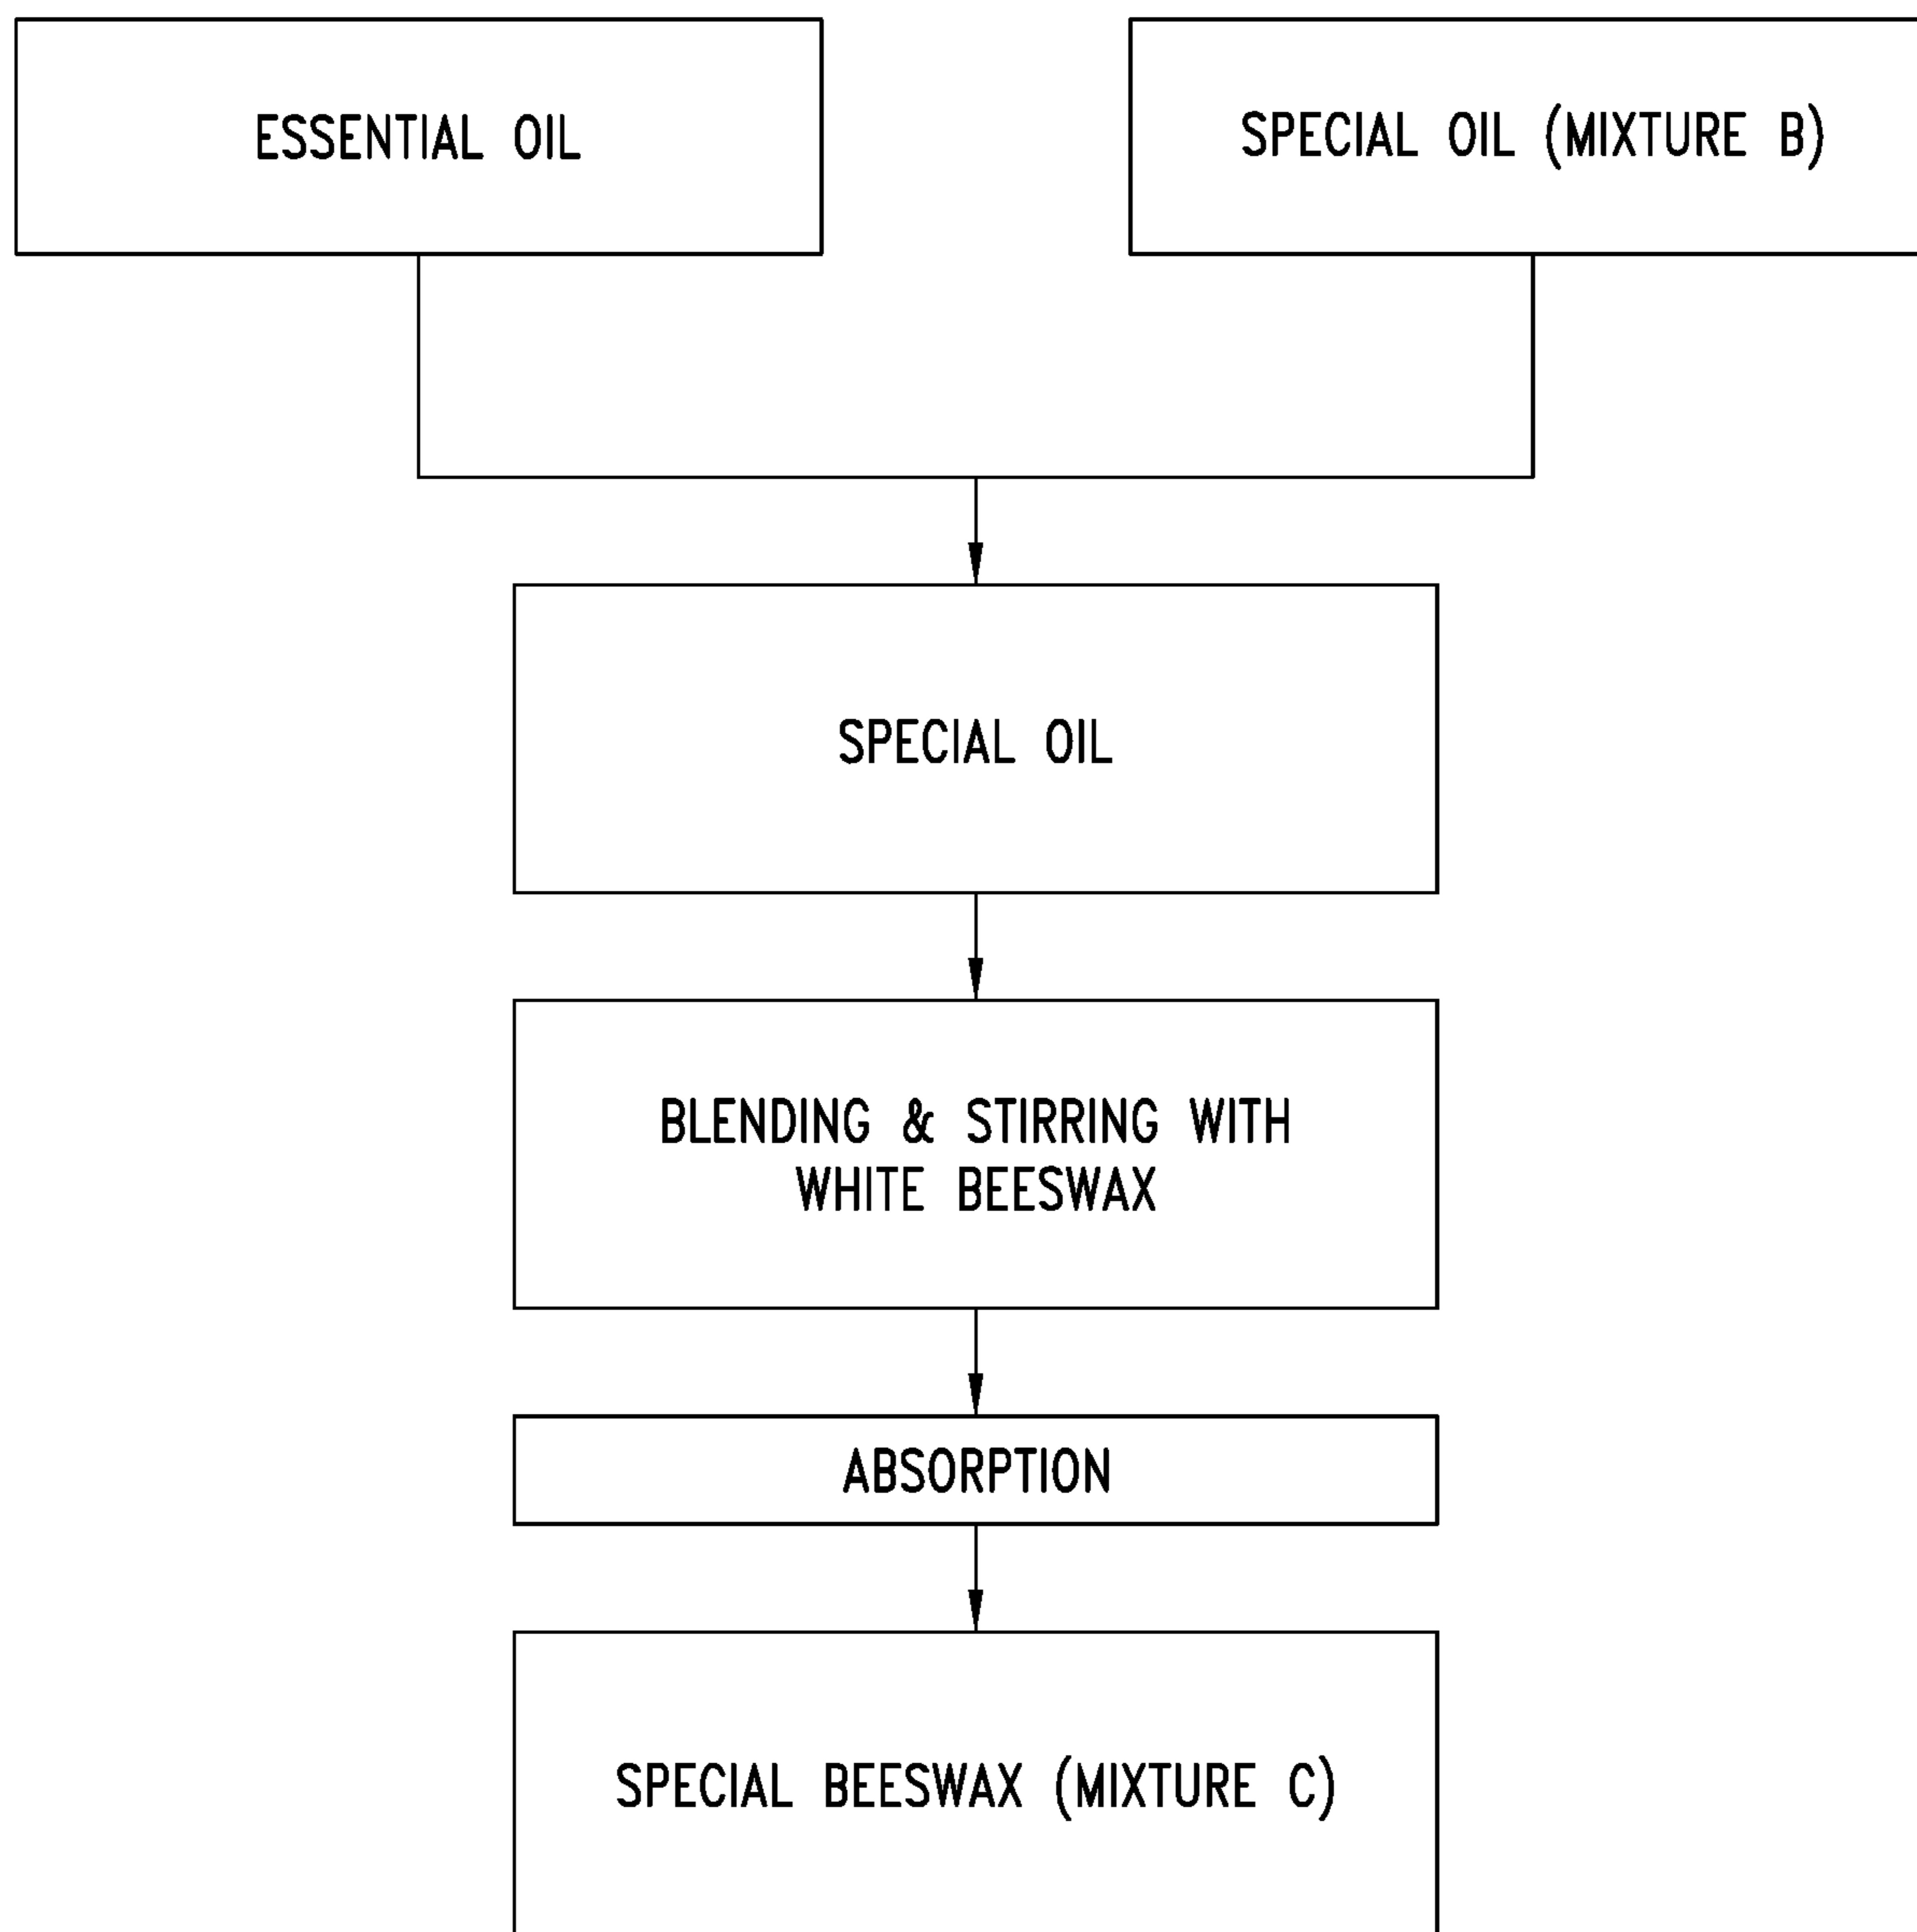 ESSENTIAL OIL
SPECIAL OIL (MIXTURE B)
SPECIAL OIL
BLENDING & STIRRING WITH
WHITE BEESWAX
ABSORPTION
SPECIAL BEESWAX (MIXTURE C)